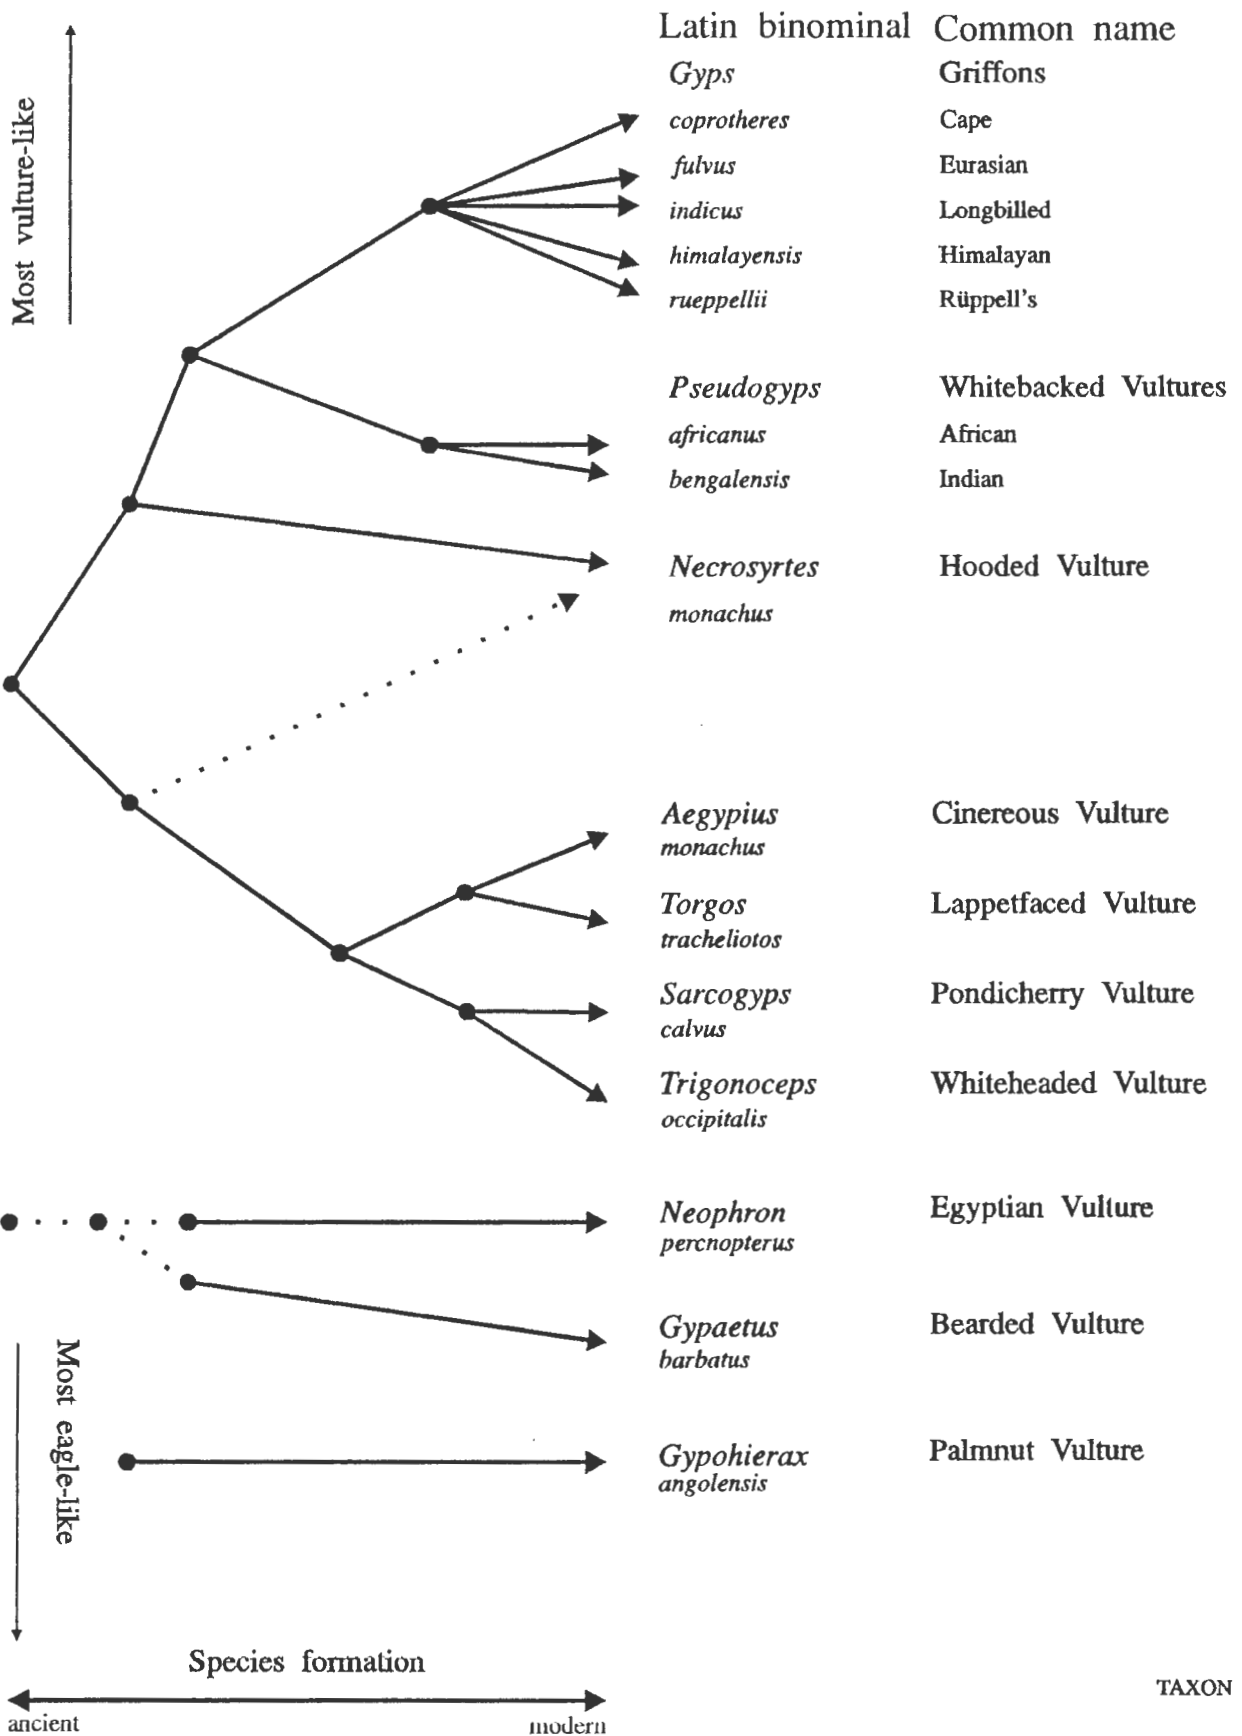 Latin binominal Common name
Most vulture-like
Gyps Griffons
coprotheres Cape
fulvus Eurasian
indicus Longbilled
himalayensis Himalayan
rueppellii Rüppell's
Pseudogyps Whitebacked Vultures
africanus African
bengalensis Indian
Necrosyrtes Hooded Vulture
monachus
Aegypius Cinereous Vulture
monachus
Torgos Lappetfaced Vulture
tracheliotos
Sarcogyps Pondicherry Vulture
calvus
Trigonoceps Whiteheaded Vulture
occipitalis
Neophron Egyptian Vulture
percnopterus
Gypaetus Bearded Vulture
barbatus
Most eagle-like
Gypohierax Palmnut Vulture
angolensis
Species formation
TAXON
ancient modern